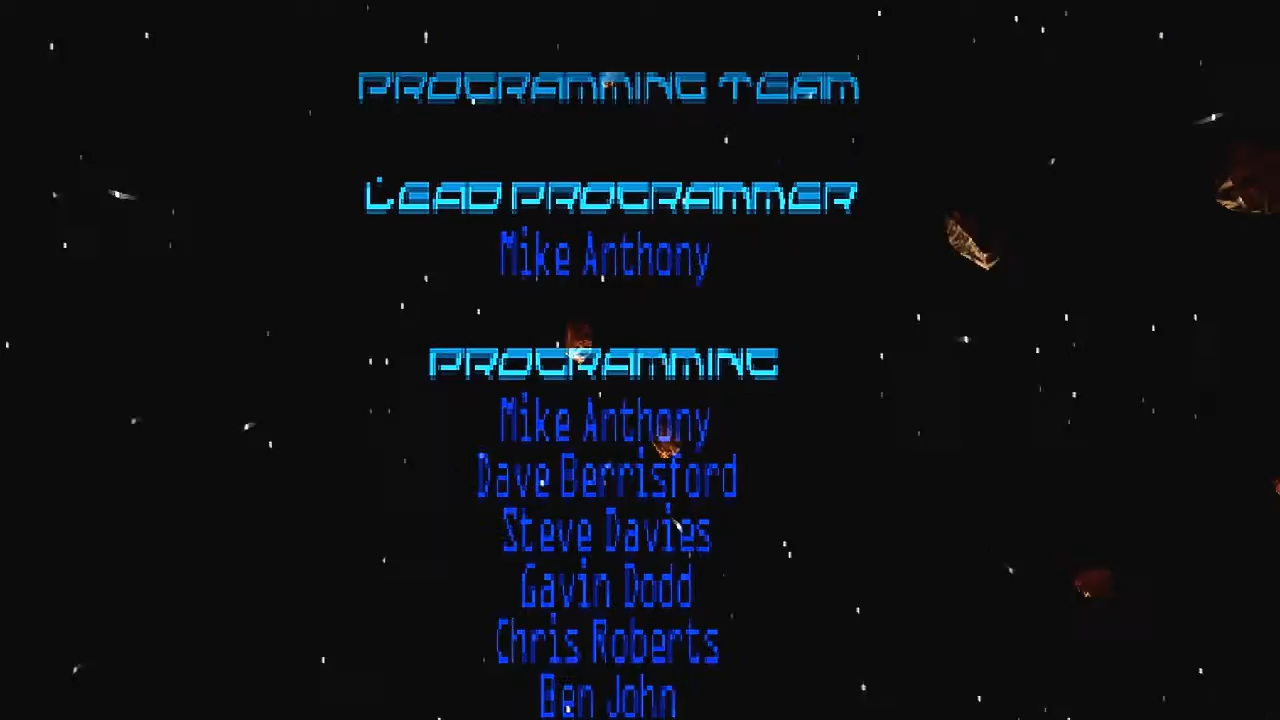 PROGRAMMING TEAM
LEAD PROGRAMMER
Mike Anthony
PROGRAMMING
Mike Anthony
Dave Berrisford
Steve Davies
Gavin Dodd
Chris Roberts
Ben John